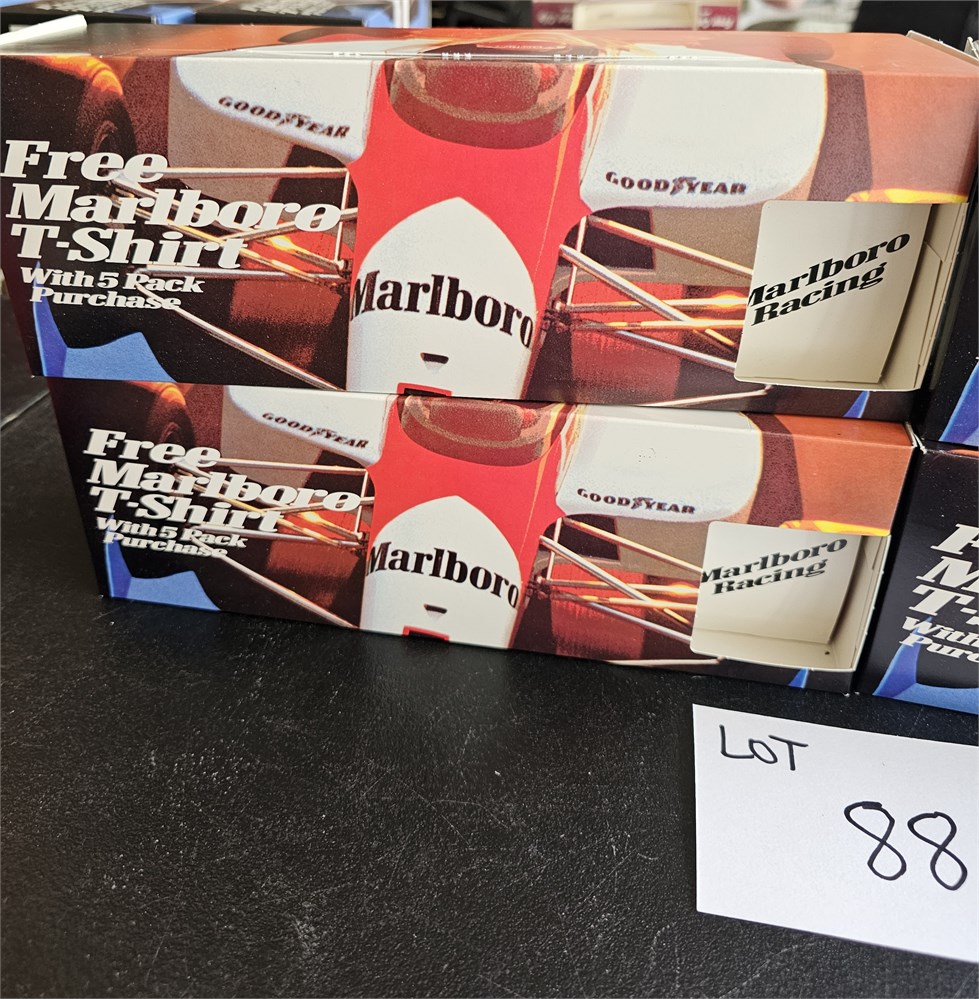 GOODYEAR
GOODYEAR
Free
Marlboro
T-Shirt
With 5 Pack
Purchase
Marlboro
Marlboro
Racing
GOODYEAR
GOODYEAR
Free
Marlboro
T-Shirt
With 5 Pack
Purchase
Marlboro
Marlboro
Racing
LOT
88